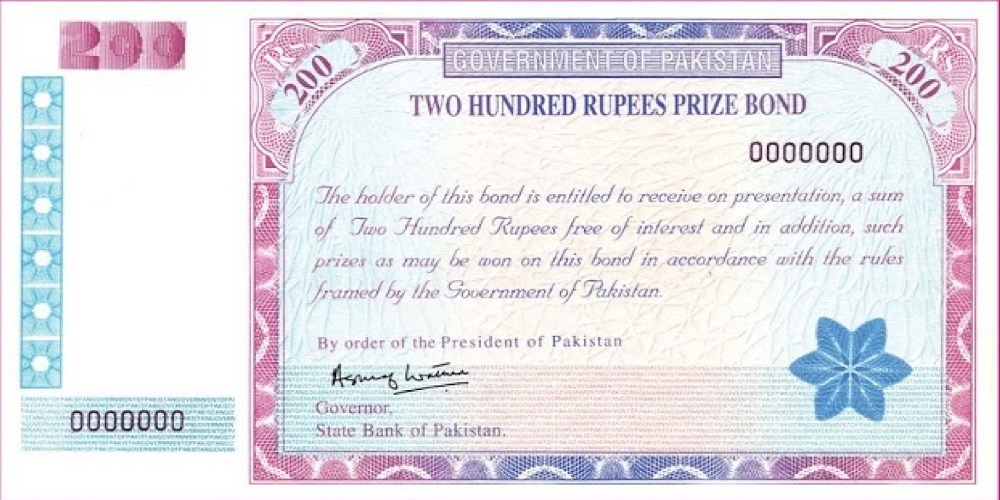 200
Rs
200
GOVERNMENT OF PAKISTAN
Rs
200
TWO HUNDRED RUPEES PRIZE BOND
0000000
The holder of this bond is entitled to receive on presentation, a sum
of Two Hundred Rupees free of interest and in addition, such
prizes as may be won on this bond in accordance with the rules
framed by the Government of Pakistan.
By order of the President of Pakistan
Governor,
State Bank of Pakistan.
0000000